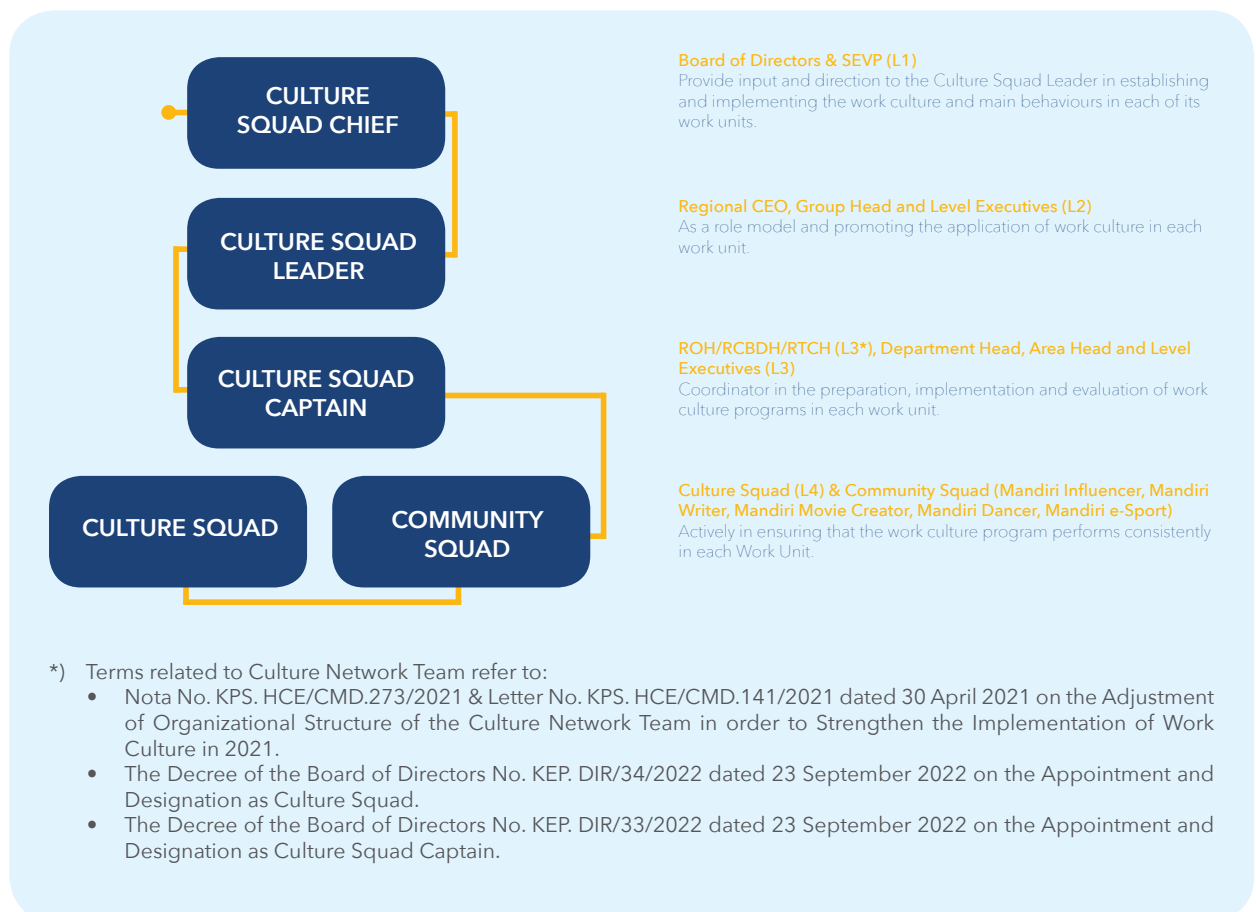 CULTURE
SQUAD CHIEF
Board of Directors & SEVP (L1)
Provide input and direction to the Culture Squad Leader in establishing
and implementing the work culture and main behaviours in each of its
work units.
CULTURE SQUAD
LEADER
Regional CEO, Group Head and Level Executives (L2)
As a role model and promoting the application of work culture in each
work unit.
CULTURE SQUAD
CAPTAIN
ROH/RCBDH/RTCH (L3*), Department Head, Area Head and Level
Executives (L3)
Coordinator in the preparation, implementation and evaluation of work
culture programs in each work unit.
CULTURE SQUAD
COMMUNITY
SQUAD
Culture Squad (L4) & Community Squad (Mandiri Influencer, Mandiri
Writer, Mandiri Movie Creator, Mandiri Dancer, Mandiri e-Sport)
Actively in ensuring that the work culture program performs consistently
in each Work Unit.
*) Terms related to Culture Network Team refer to:
• Nota No. KPS. HCE/CMD.273/2021 & Letter No. KPS. HCE/CMD.141/2021 dated 30 April 2021 on the Adjustment
of Organizational Structure of the Culture Network Team in order to Strengthen the Implementation of Work
Culture in 2021.
• The Decree of the Board of Directors No. KEP. DIR/34/2022 dated 23 September 2022 on the Appointment and
Designation as Culture Squad.
• The Decree of the Board of Directors No. KEP. DIR/33/2022 dated 23 September 2022 on the Appointment and
Designation as Culture Squad Captain.